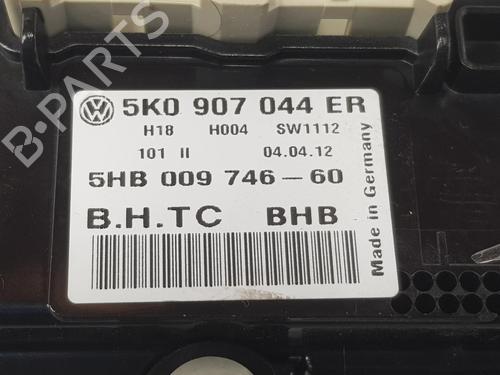 5K0 907 044 ER
H18 H004 SW1112
101 II 04.04.12
5HB 009 746-60
B.H.TC BHB
Made in Germany
B-PARTS